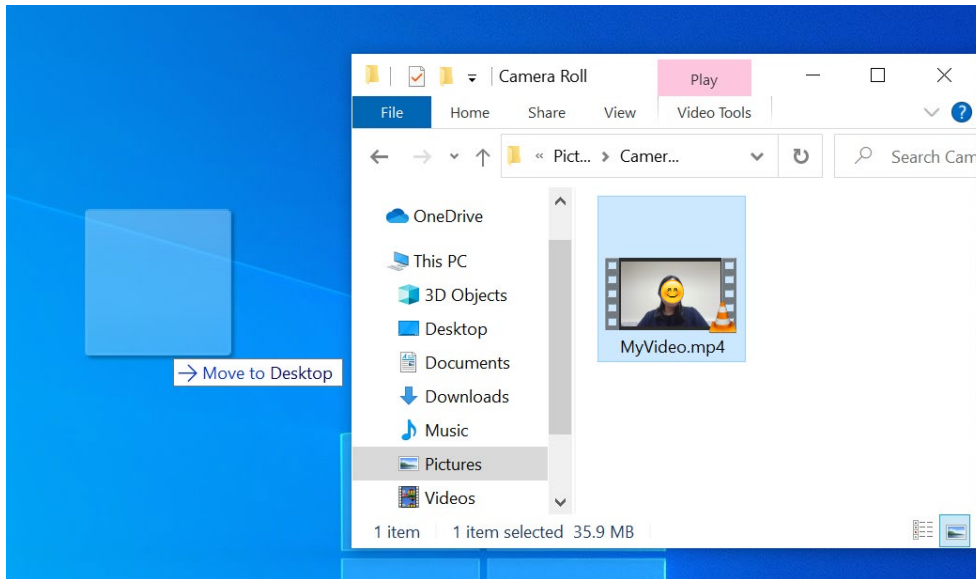 Camera Roll
Play
File Home Share View Video Tools
« Pict... > Camer...
Search Cam
OneDrive
This PC
3D Objects
Desktop
Documents
Downloads
Music
Pictures
Videos
MyVideo.mp4
→ Move to Desktop
1 item 1 item selected 35.9 MB